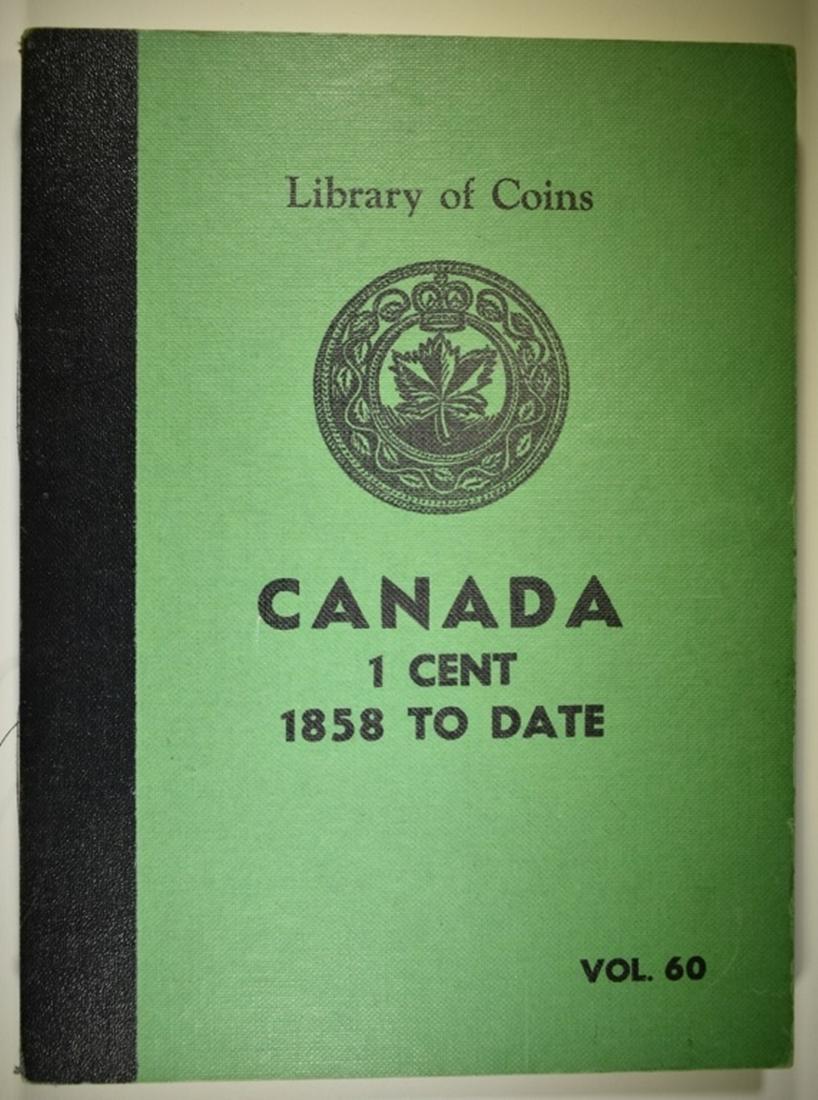 Library of Coins
CANADA
1 CENT
1858 TO DATE
VOL. 60